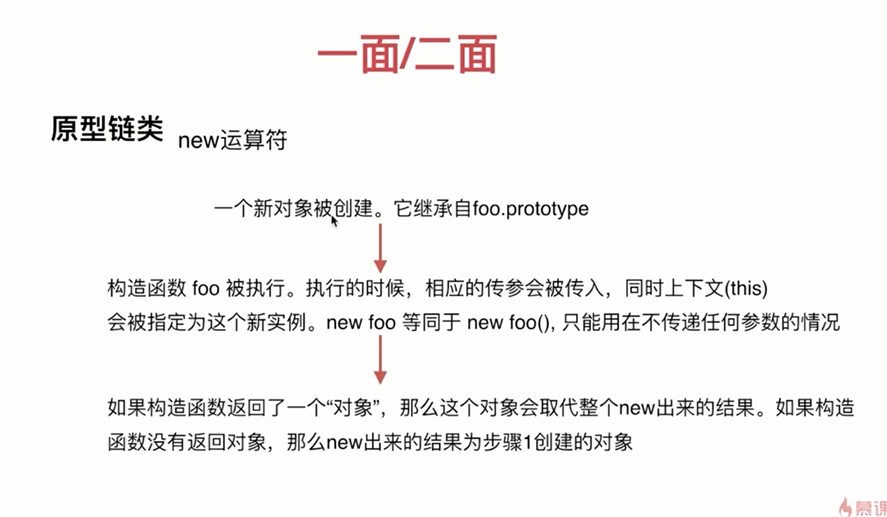 一面/二面
原型链类
new运算符
一个新对象被创建。它继承自foo.prototype
构造函数 foo 被执行。执行的时候，相应的传参会被传入，同时上下文(this)
会被指定为这个新实例。new foo 等同于 new foo(), 只能用在不传递任何参数的情况
如果构造函数返回了一个“对象”，那么这个对象会取代整个new出来的结果。如果构造
函数没有返回对象，那么new出来的结果为步骤1创建的对象
慕课